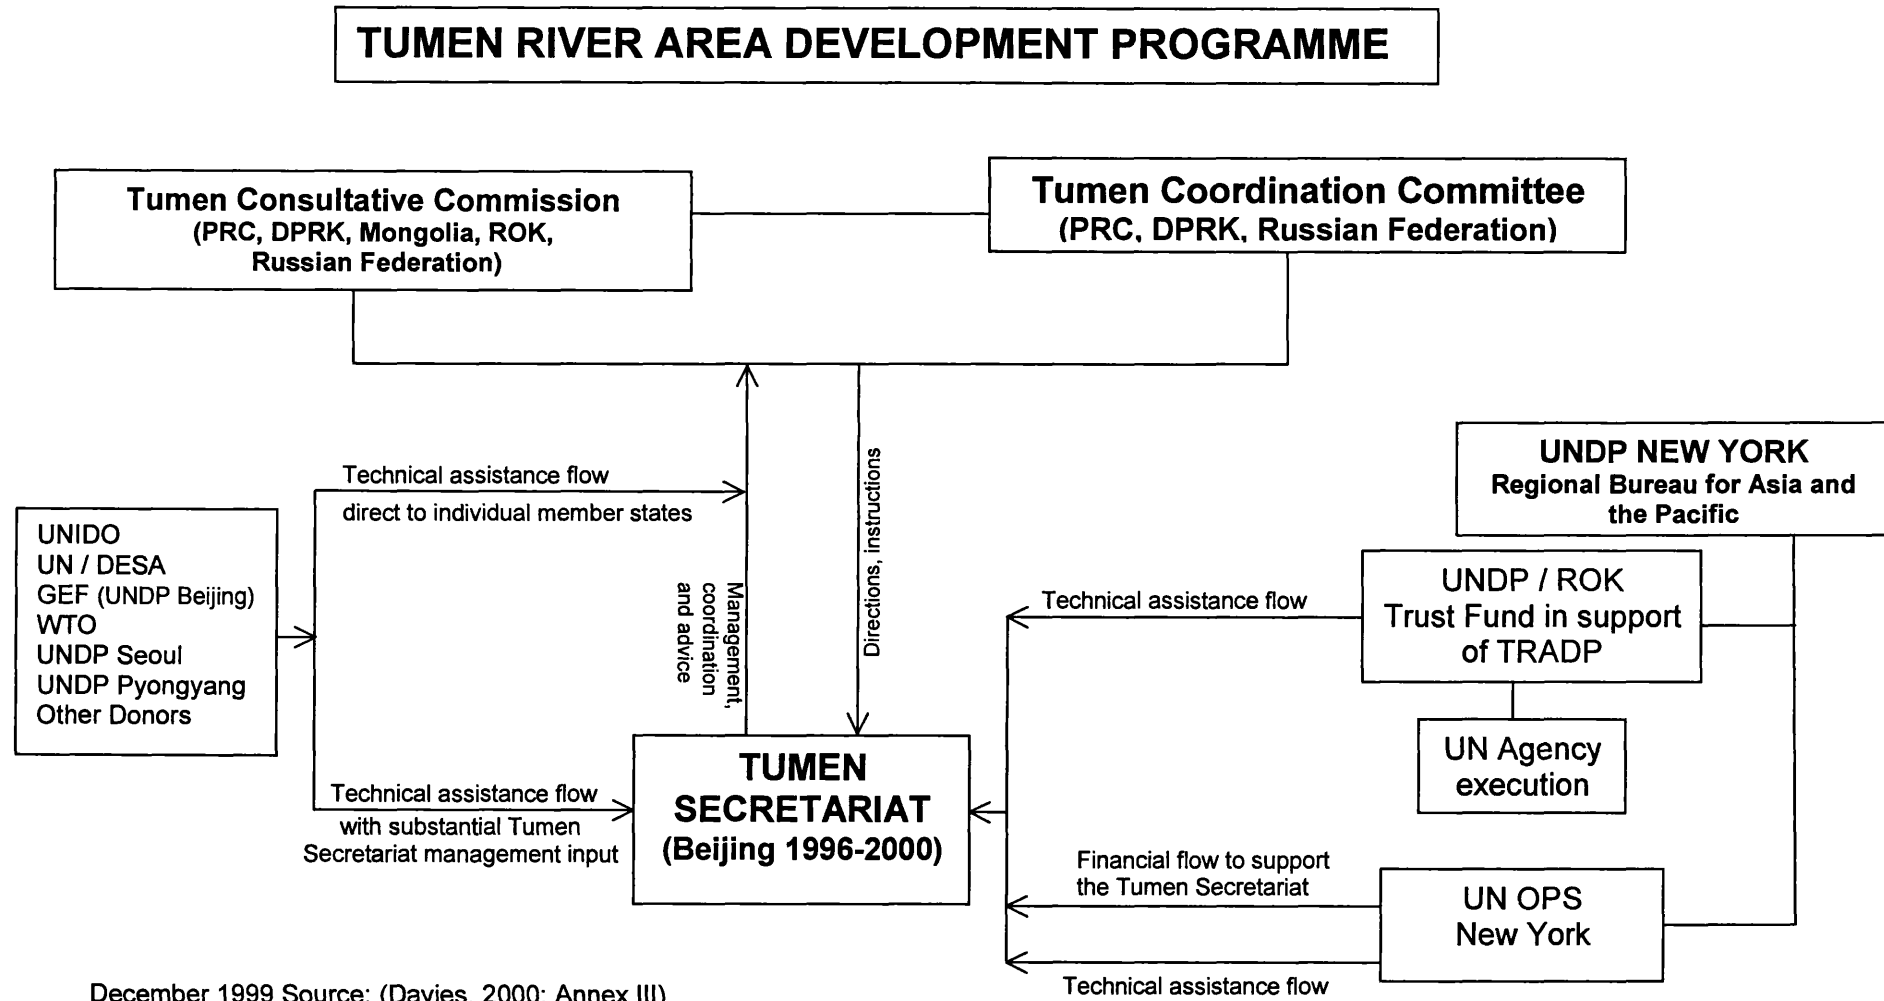 TUMEN RIVER AREA DEVELOPMENT PROGRAMME
Tumen Consultative Commission
(PRC, DPRK, Mongolia, ROK,
Russian Federation)
Tumen Coordination Committee
(PRC, DPRK, Russian Federation)
UNDP NEW YORK
Regional Bureau for Asia and
the Pacific
Technical assistance flow
direct to individual member states
UNIDO
UN / DESA
GEF (UNDP Beijing)
WTO
UNDP Seoul
UNDP Pyongyang
Other Donors
Management,
coordination
and advice
Directions, instructions
Technical assistance flow
UNDP / ROK
Trust Fund in support
of TRADP
UN Agency
execution
Technical assistance flow
with substantial Tumen
Secretariat management input
TUMEN
SECRETARIAT
(Beijing 1996-2000)
Financial flow to support
the Tumen Secretariat
UN OPS
New York
Technical assistance flow
December 1999 Source: (Davies, 2000: Annex III)